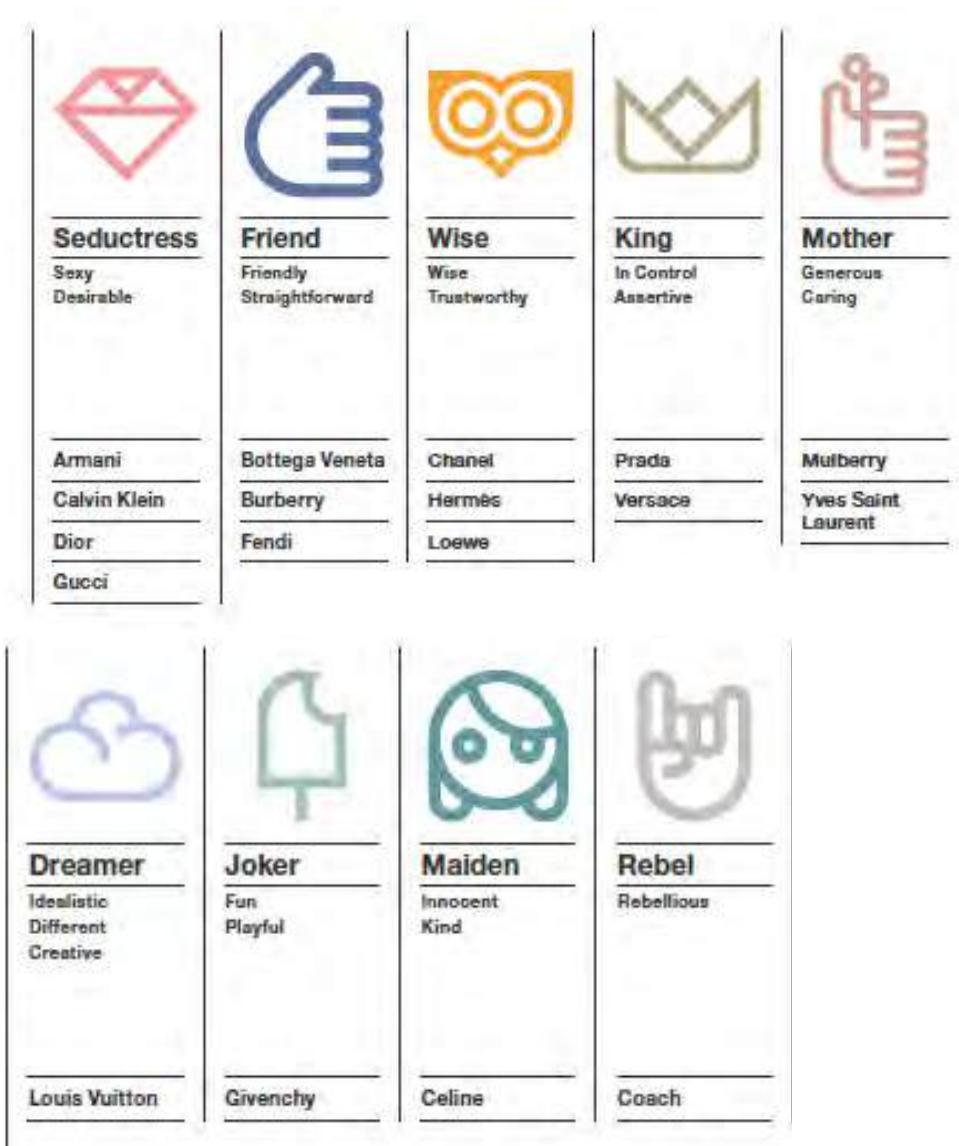 Seductress
Sexy
Desirable
Armani
Calvin Klein
Dior
Gucci
Friend
Friendly
Straightforward
Bottega Veneta
Burberry
Fendi
Wise
Wise
Trustworthy
Chanel
Hermès
Loewe
King
In Control
Assertive
Prada
Versace
Mother
Generous
Caring
Mulberry
Yves Saint
Laurent
Dreamer
Idealistic
Different
Creative
Louis Vuitton
Joker
Fun
Playful
Givenchy
Maiden
Innocent
Kind
Celine
Rebel
Rebellious
Coach